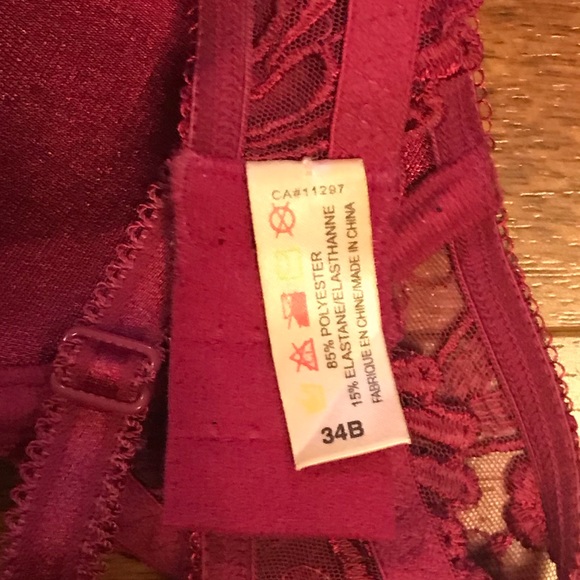 CA#11297
85% POLYESTER
15% ELASTANE/ELASTHANNE
FABRIQUE EN CHINE/MADE IN CHINA
34B